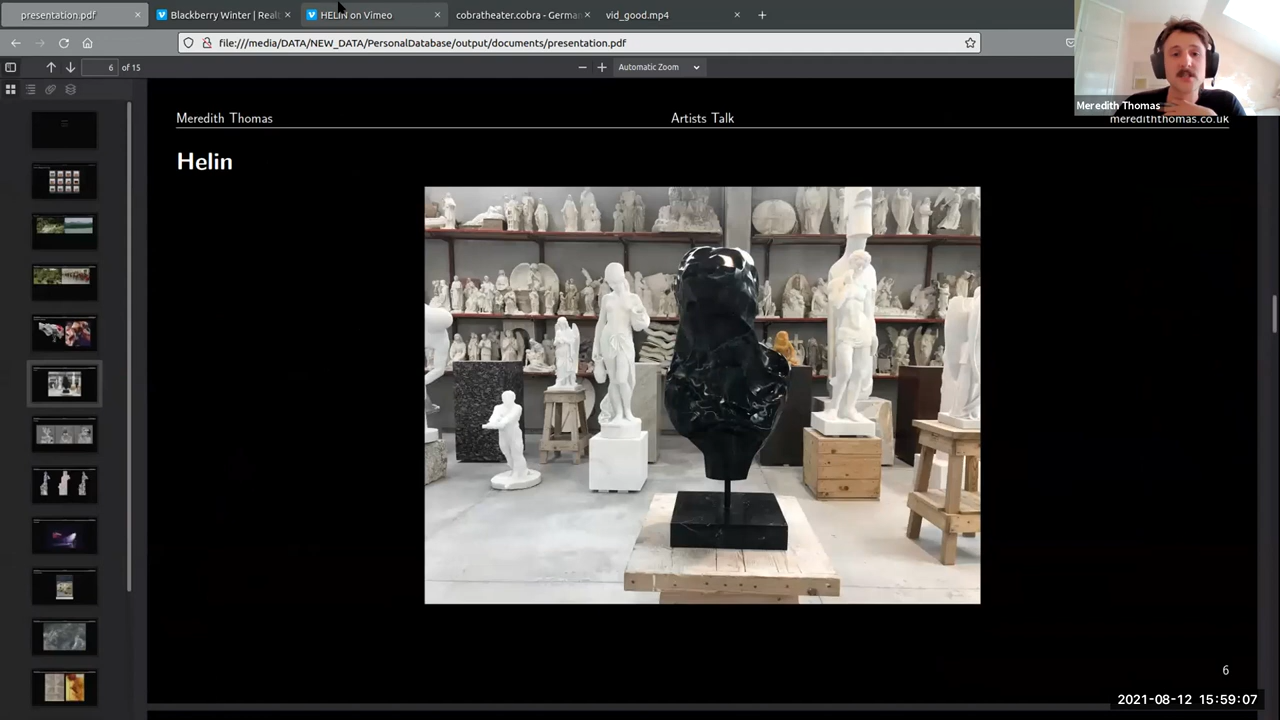 presentation.pdf
Blackberry Winter | Real
HELIN on Vimeo
cobratheater.cobra - Germa
vid_good.mp4
file:///media/DATA/NEW_DATA/PersonalDatabase/output/documents/presentation.pdf
6 of 15
Automatic Zoom
Meredith Thomas
Meredith Thomas
Artists Talk
merediththomas.co.uk
Helin
6
2021-08-12 15:59:07